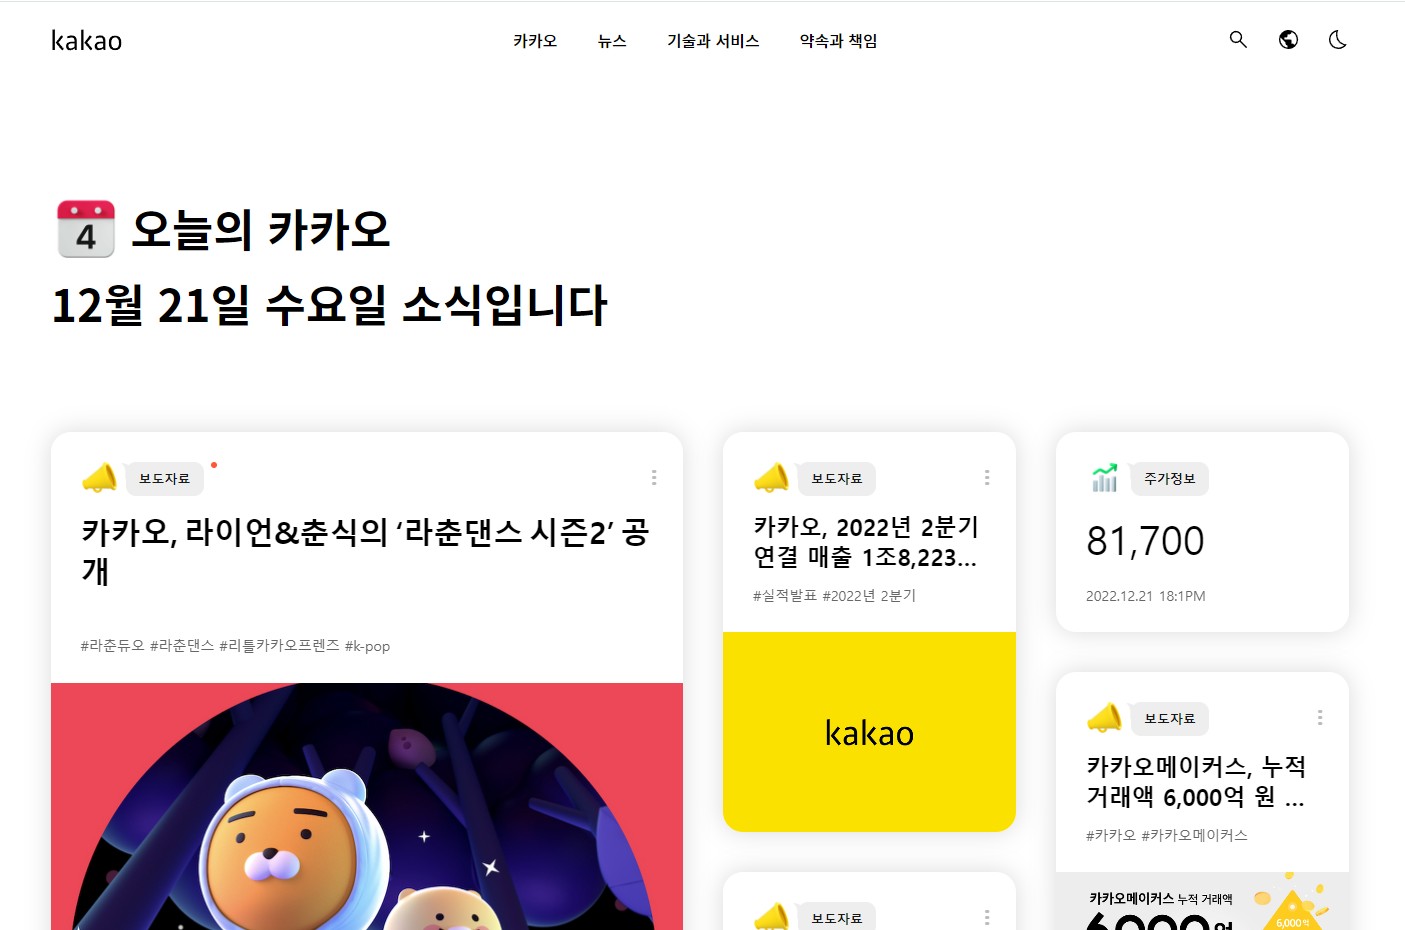 kakao
카카오 뉴스 기술과 서비스 약속과 책임
4 오늘의 카카오
12월 21일 수요일 소식입니다
보도자료
카카오, 라이언&춘식의 ‘라춘댄스 시즌2’ 공
개
#라춘듀오 #라춘댄스 #리틀카카오프렌즈 #k-pop
보도자료
카카오, 2022년 2분기
연결 매출 1조8,223...
#실적발표 #2022년 2분기
kakao
보도자료
주가정보
81,700
2022.12.21 18:1PM
보도자료
카카오메이커스, 누적
거래액 6,000억 원 ...
#카카오 #카카오메이커스
카카오메이커스 누적 거래액
6,000억
6,000억